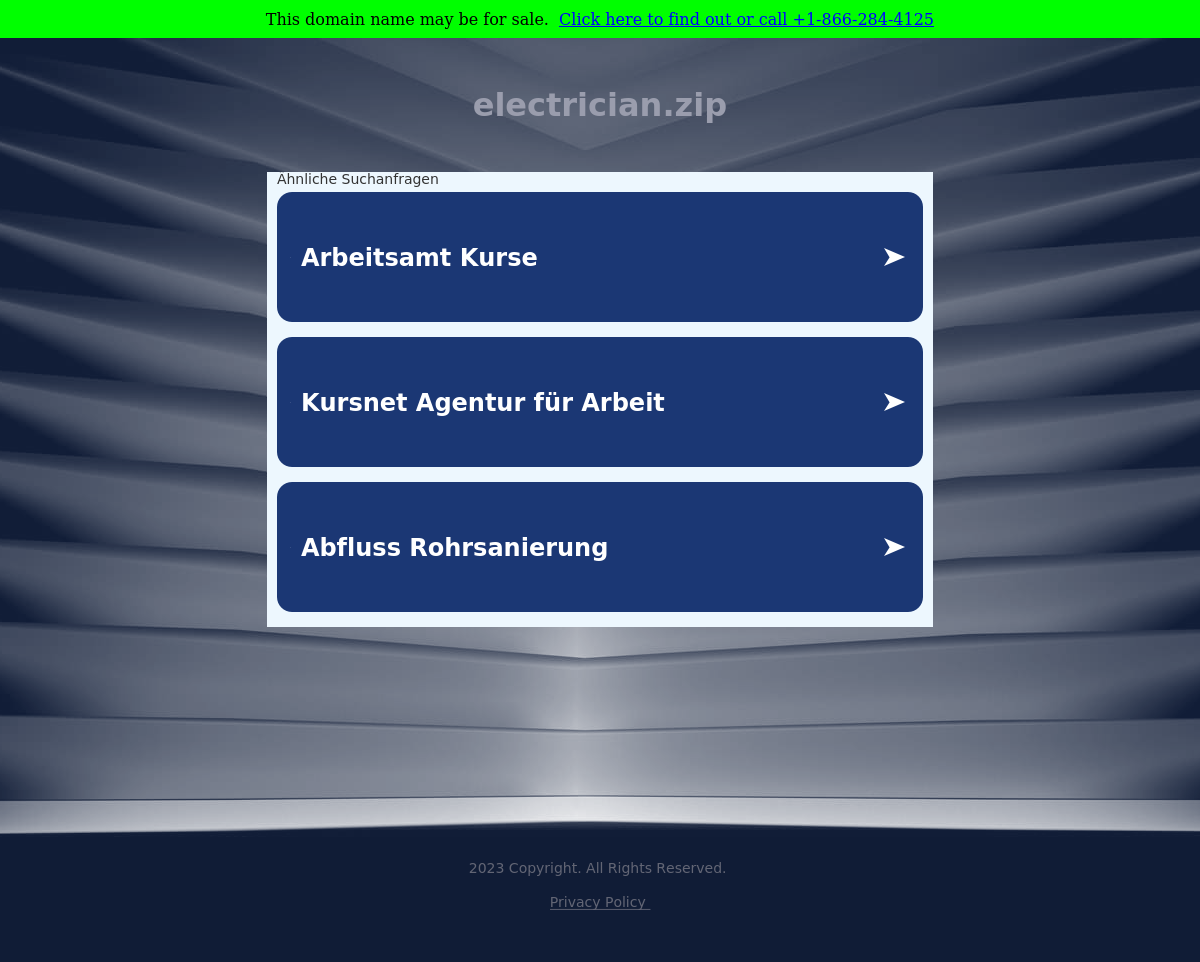 This domain name may be for sale. Click here to find out or call +1-866-284-4125
electrician.zip
Ähnliche Suchanfragen
Arbeitsamt Kurse
Kursnet Agentur für Arbeit
Abfluss Rohrsanierung
2023 Copyright. All Rights Reserved.
Privacy Policy